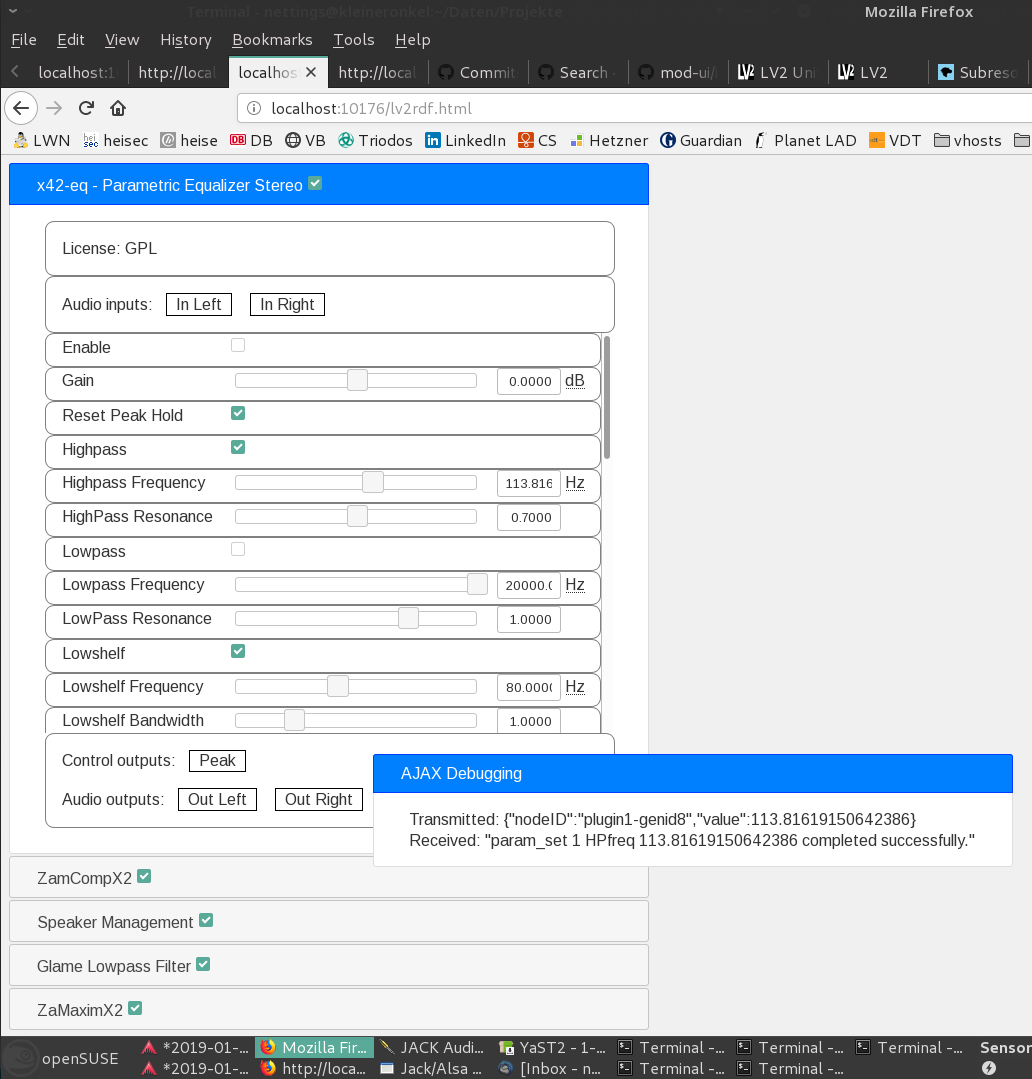 Terminal - nettings@kleineronkel:~/Daten/Projekte
Mozilla Firefox
File Edit View History Bookmarks Tools Help
localhost:1 http://local localhos http://loca Commit Search mod-ui/ LV2 Uni LV2 Subres
localhost:10176/lv2rdf.html
LWN heisec heise DB VB Triodos LinkedIn CS Hetzner Guardian Planet LAD VDT vhosts
x42-eq - Parametric Equalizer Stereo
License: GPL
Audio inputs: In Left In Right
Enable
Gain 0.0000 dB
Reset Peak Hold
Highpass
Highpass Frequency 113.816 Hz
HighPass Resonance 0.7000
Lowpass
Lowpass Frequency 20000.0 Hz
LowPass Resonance 1.0000
Lowshelf
Lowshelf Frequency 80.0000 Hz
Lowshelf Bandwidth 1.0000
Control outputs: Peak
Audio outputs: Out Left Out Right
AJAX Debugging
Transmitted: {"nodeID":"plugin1-genid8","value":113.81619150642386}
Received: "param_set 1 HPfreq 113.81619150642386 completed successfully."
ZamCompX2
Speaker Management
Glame Lowpass Filter
ZaMaximX2
openSUSE
*2019-01-... Mozilla Fir... JACK Audi... YaST2 - 1-... Terminal -... Terminal -... Terminal -... Sensor
*2019-01-... http://loca... Jack/Alsa ... [Inbox - n... Terminal -... Terminal -...